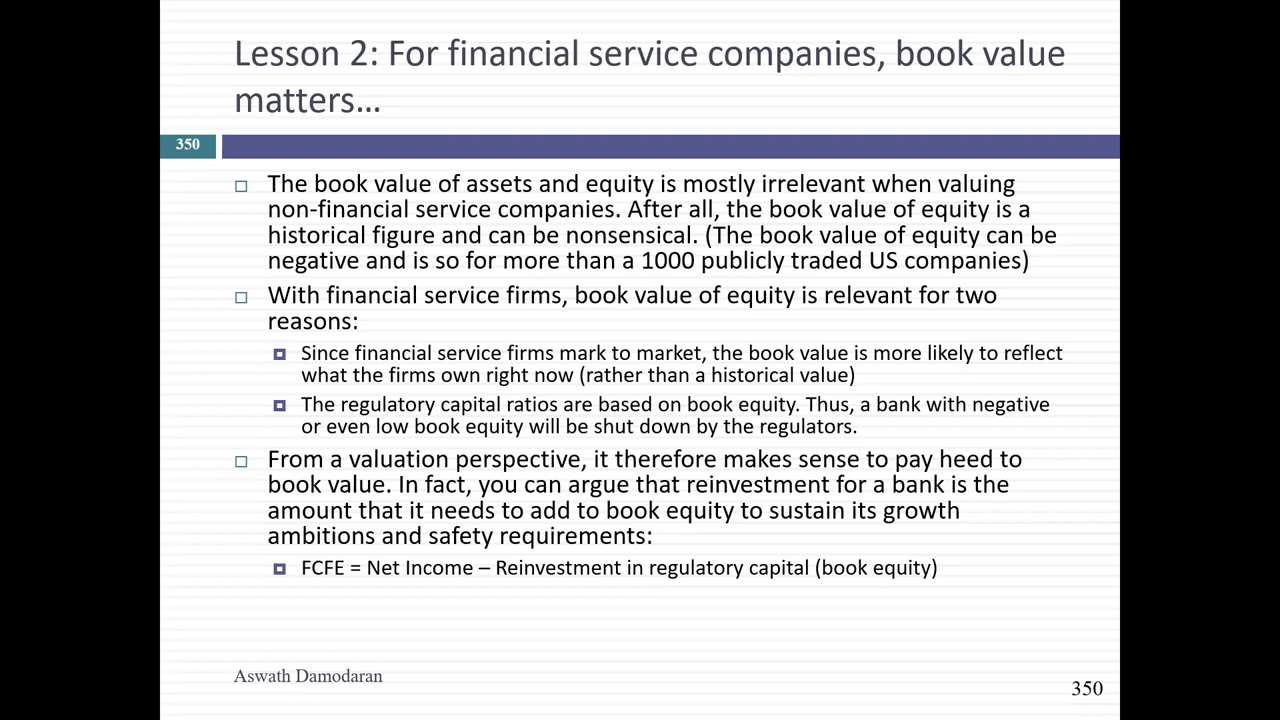 Lesson 2: For financial service companies, book value
matters…
350
The book value of assets and equity is mostly irrelevant when valuing
non-financial service companies. After all, the book value of equity is a
historical figure and can be nonsensical. (The book value of equity can be
negative and is so for more than a 1000 publicly traded US companies)
With financial service firms, book value of equity is relevant for two
reasons:
Since financial service firms mark to market, the book value is more likely to reflect
what the firms own right now (rather than a historical value)
The regulatory capital ratios are based on book equity. Thus, a bank with negative
or even low book equity will be shut down by the regulators.
From a valuation perspective, it therefore makes sense to pay heed to
book value. In fact, you can argue that reinvestment for a bank is the
amount that it needs to add to book equity to sustain its growth
ambitions and safety requirements:
FCFE = Net Income – Reinvestment in regulatory capital (book equity)
Aswath Damodaran
350